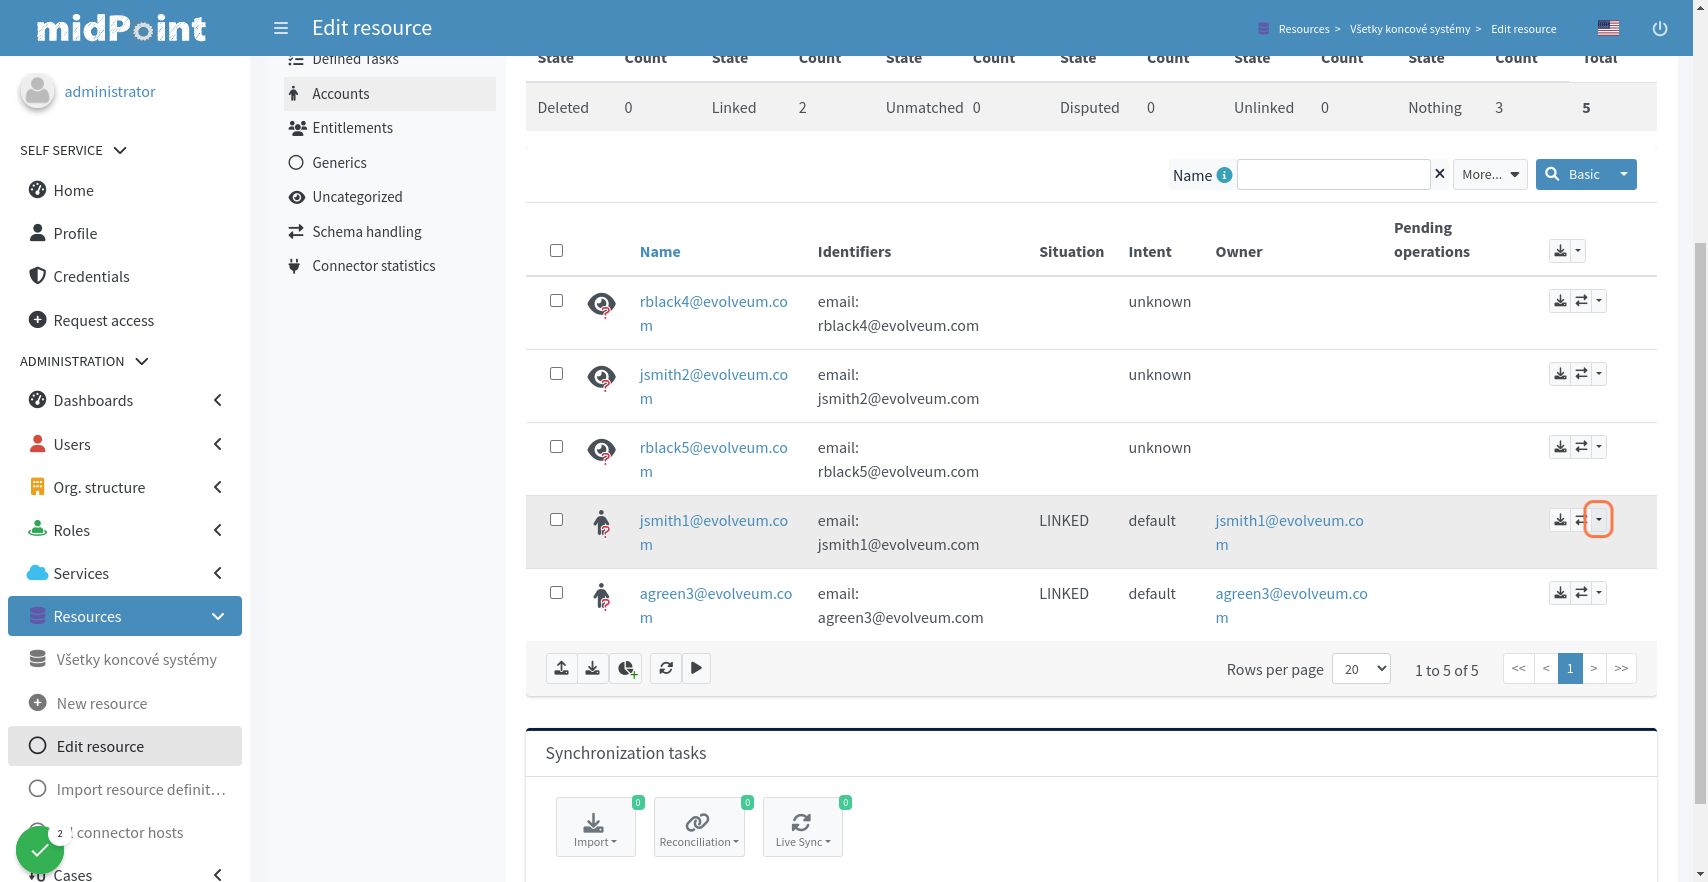 midPoint
Edit resource
Resources > Všetky koncové systémy > Edit resource
administrator
SELF SERVICE
Home
Profile
Credentials
Request access
ADMINISTRATION
Dashboards
Users
Org. structure
Roles
Services
Resources
Všetky koncové systémy
New resource
Edit resource
Import resource definit...
connector hosts
2
Cases
Defined Tasks
Accounts
Entitlements
Generics
Uncategorized
Schema handling
Connector statistics
State Count State Count State Count State Count State Count State Count Total
Deleted 0 Linked 2 Unmatched 0 Disputed 0 Unlinked 0 Nothing 3 5
Name More... Basic
Pending
Name Identifiers Situation Intent Owner operations
rblack4@evolveum.co email: unknown
m rblack4@evolveum.com
jsmith2@evolveum.co email: unknown
m jsmith2@evolveum.com
rblack5@evolveum.co email: unknown
m rblack5@evolveum.com
jsmith1@evolveum.co email: LINKED default jsmith1@evolveum.co
m jsmith1@evolveum.com m
agreen3@evolveum.co email: LINKED default agreen3@evolveum.co
m agreen3@evolveum.com m
Rows per page 20 1 to 5 of 5 << < 1 > >>
Synchronization tasks
0 0 0
Import Reconciliation Live Sync